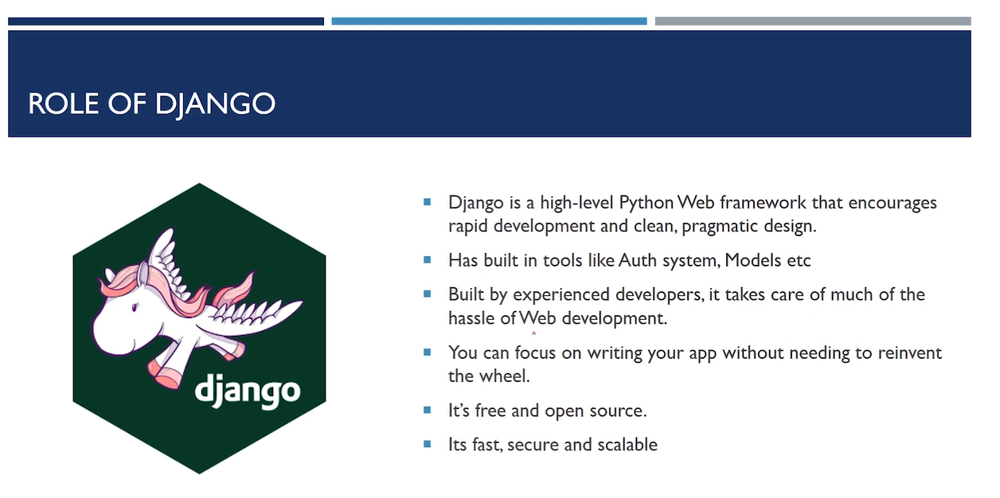 ROLE OF DJANGO
django
Django is a high-level Python Web framework that encourages
rapid development and clean, pragmatic design.
Has built in tools like Auth system, Models etc
Built by experienced developers, it takes care of much of the
hassle of Web development.
You can focus on writing your app without needing to reinvent
the wheel.
It’s free and open source.
Its fast, secure and scalable